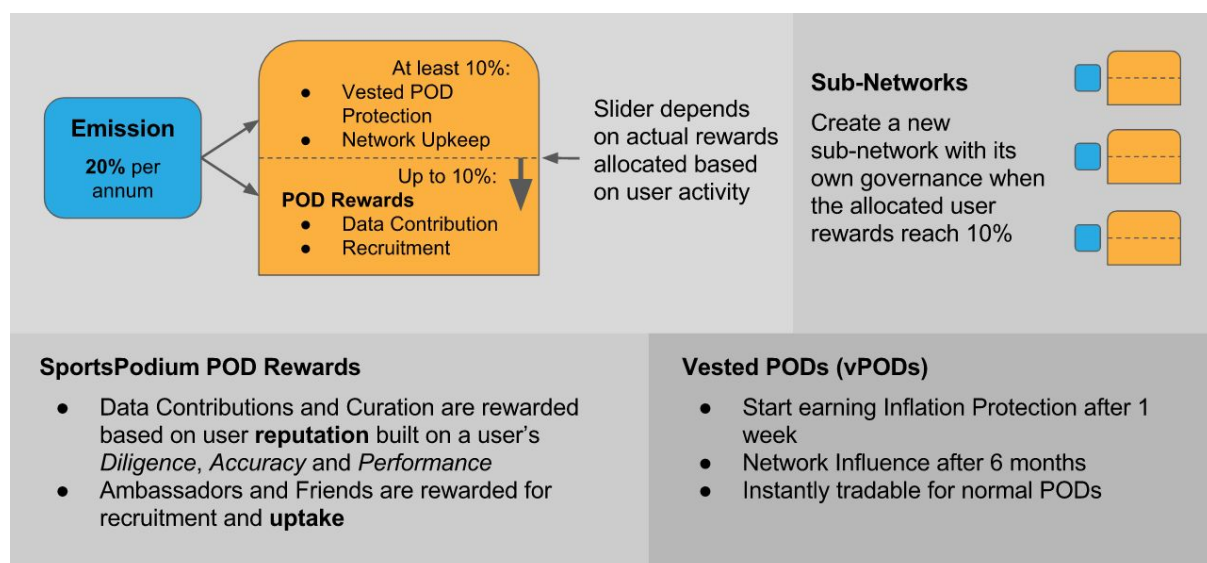 Emission
20% per
annum
At least 10%:
● Vested POD
Protection
● Network Upkeep
Up to 10%:
POD Rewards
● Data Contribution
● Recruitment
Slider depends
on actual rewards
allocated based
on user activity
Sub-Networks
Create a new
sub-network with its
own governance when
the allocated user
rewards reach 10%
SportsPodium POD Rewards
● Data Contributions and Curation are rewarded
based on user reputation built on a user’s
Diligence, Accuracy and Performance
● Ambassadors and Friends are rewarded for
recruitment and uptake
Vested PODs (vPODs)
● Start earning Inflation Protection after 1
week
● Network Influence after 6 months
● Instantly tradable for normal PODs